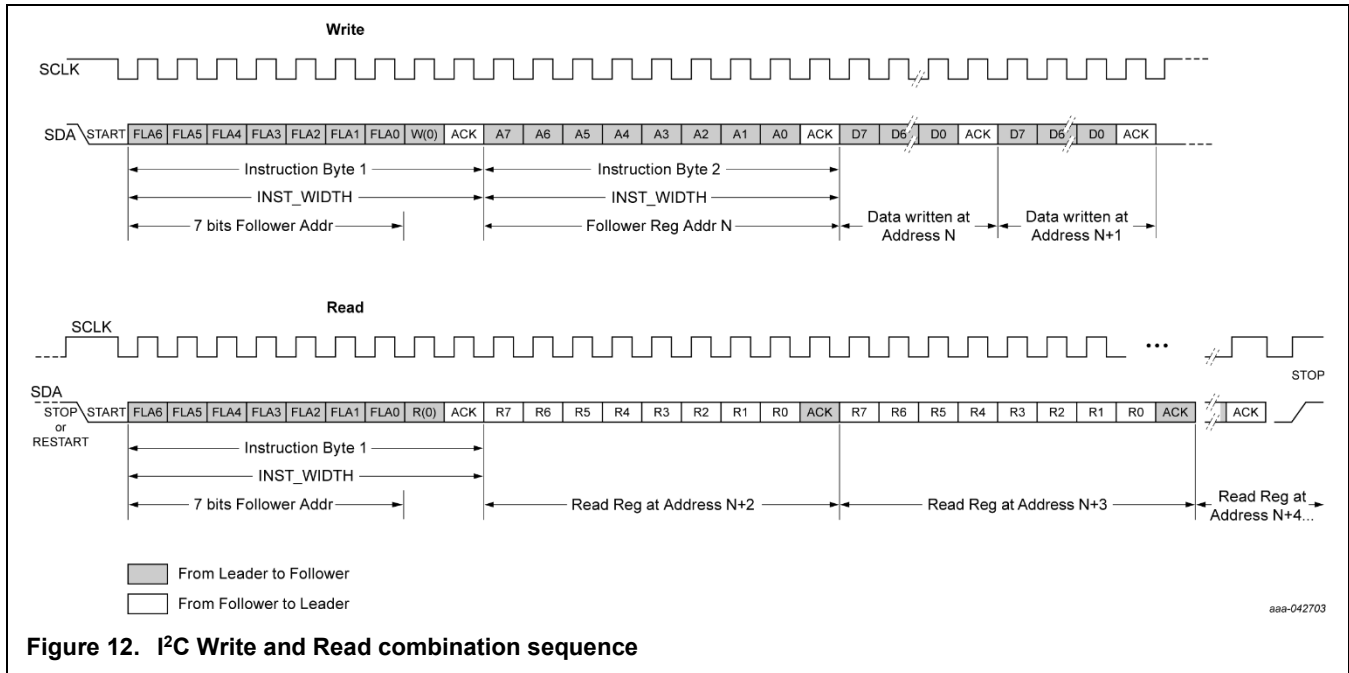 Write
SCLK
SDA START FLA6 FLA5 FLA4 FLA3 FLA2 FLA1 FLA0 W(0) ACK A7 A6 A5 A4 A3 A2 A1 A0 ACK D7 D6 D0 ACK D7 D6 D0 ACK
Instruction Byte 1 Instruction Byte 2
INST_WIDTH INST_WIDTH
7 bits Follower Addr Follower Reg Addr N Data written at Address N Data written at Address N+1
Read
SCLK
...
STOP
SDA
STOP or RESTART START FLA6 FLA5 FLA4 FLA3 FLA2 FLA1 FLA0 R(0) ACK R7 R6 R5 R4 R3 R2 R1 R0 ACK R7 R6 R5 R4 R3 R2 R1 R0 ACK ACK
Instruction Byte 1
INST_WIDTH
7 bits Follower Addr Read Reg at Address N+2 Read Reg at Address N+3 Read Reg at Address N+4...
From Leader to Follower
From Follower to Leader
aaa-042703
Figure 12. I²C Write and Read combination sequence